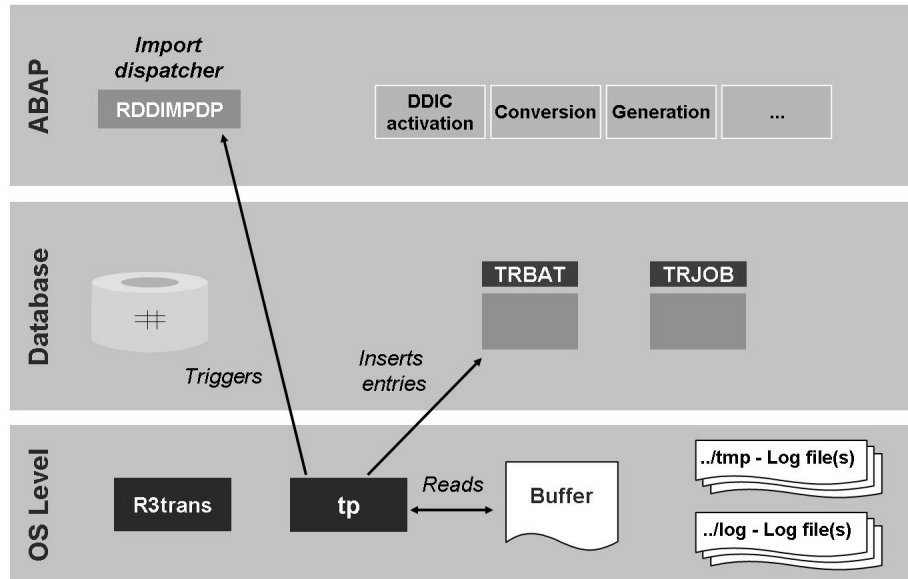 ABAP
Import
dispatcher
RDDIMPDP
DDIC
activation
Conversion
Generation
...
Database
TRBAT
TRJOB
Triggers
Inserts
entries
OS Level
R3trans
tp
Reads
Buffer
../tmp - Log file(s)
../log - Log file(s)